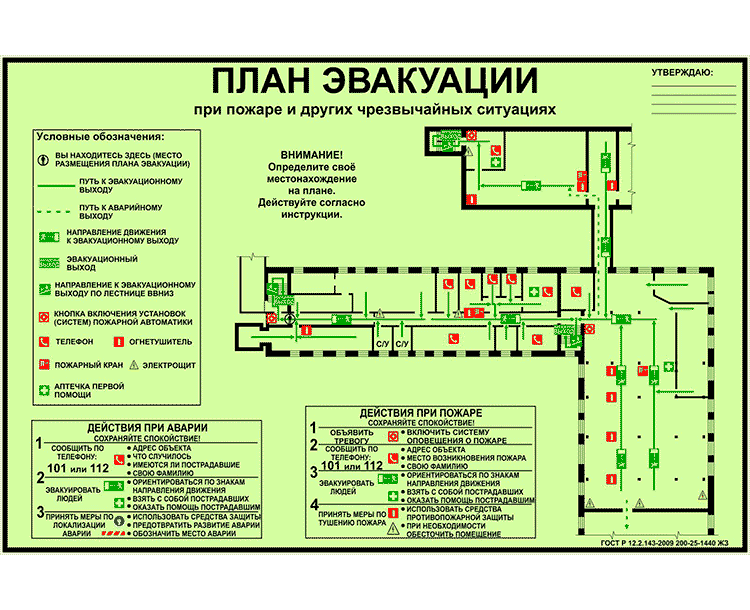 ПЛАН ЭВАКУАЦИИ
при пожаре и других чрезвычайных ситуациях
УТВЕРЖДАЮ:
Условные обозначения:
ВЫ НАХОДИТЕСЬ ЗДЕСЬ (МЕСТО
РАЗМЕЩЕНИЯ ПЛАНА ЭВАКУАЦИИ)
ПУТЬ К ЭВАКУАЦИОННОМУ
ВЫХОДУ
ПУТЬ К АВАРИЙНОМУ
ВЫХОДУ
НАПРАВЛЕНИЕ ДВИЖЕНИЯ
К ЭВАКУАЦИОННОМУ ВЫХОДУ
ЭВАКУАЦИОННЫЙ
ВЫХОД
НАПРАВЛЕНИЕ К ЭВАКУАЦИОННОМУ
ВЫХОДУ ПО ЛЕСТНИЦЕ ВВНИЗ
КНОПКА ВКЛЮЧЕНИЯ УСТАНОВОК
(СИСТЕМ) ПОЖАРНОЙ АВТОМАТИКИ
ТЕЛЕФОН
ОГНЕТУШИТЕЛЬ
ПОЖАРНЫЙ КРАН
ЭЛЕКТРОЩИТ
АПТЕЧКА ПЕРВОЙ
ПОМОЩИ
ВНИМАНИЕ!
Определите своё
местонахождение
на плане.
Действуйте согласно
инструкции.
ВЫХОД
С/У
С/У
ДЕЙСТВИЯ ПРИ АВАРИИ
СОХРАНЯЙТЕ СПОКОЙСТВИЕ!
1
СООБЩИТЬ ПО
ТЕЛЕФОНУ:
101 или 112
• АДРЕС ОБЪЕКТА
• ЧТО СЛУЧИЛОСЬ
• ИМЕЮТСЯ ЛИ ПОСТРАДАВШИЕ
• СВОЮ ФАМИЛИЮ
2
ЭВАКУИРОВАТЬ
ЛЮДЕЙ
• ОРИЕНТИРОВАТЬСЯ ПО ЗНАКАМ
НАПРАВЛЕНИЯ ДВИЖЕНИЯ
• ВЗЯТЬ С СОБОЙ ПОСТРАДАВШИХ
• ОКАЗАТЬ ПОМОЩЬ ПОСТРАДАВШИМ
3
ПРИНЯТЬ МЕРЫ ПО
ЛОКАЛИЗАЦИИ
АВАРИИ
• ИСПОЛЬЗОВАТЬ СРЕДСТВА ЗАЩИТЫ
• ПРЕДОТВРАТИТЬ РАЗВИТИЕ АВАРИИ
• ОБОЗНАЧИТЬ МЕСТО АВАРИИ
ДЕЙСТВИЯ ПРИ ПОЖАРЕ
СОХРАНЯЙТЕ СПОКОЙСТВИЕ!
1
ОБЪЯВИТЬ
ТРЕВОГУ
• ВКЛЮЧИТЬ СИСТЕМУ
ОПОВЕЩЕНИЯ О ПОЖАРЕ
2
СООБЩИТЬ ПО
ТЕЛЕФОНУ:
101 или 112
• АДРЕС ОБЪЕКТА
• МЕСТО ВОЗНИКНОВЕНИЯ ПОЖАРА
• СВОЮ ФАМИЛИЮ
3
ЭВАКУИРОВАТЬ
ЛЮДЕЙ
• ОРИЕНТИРОВАТЬСЯ ПО ЗНАКАМ
НАПРАВЛЕНИЯ ДВИЖЕНИЯ
• ВЗЯТЬ С СОБОЙ ПОСТРАДАВШИХ
• ОКАЗАТЬ ПОМОЩЬ ПОСТРАДАВШИМ
4
ПРИНЯТЬ МЕРЫ ПО
ТУШЕНИЮ ПОЖАРА
• ИСПОЛЬЗОВАТЬ СРЕДСТВА
ПРОТИВОПОЖАРНОЙ ЗАЩИТЫ
• ПРИ НЕОБХОДИМОСТИ
ОБЕСТОЧИТЬ ПОМЕЩЕНИЕ
ГОСТ Р 12.2.143-2009 200-25-1440 ЖЗ